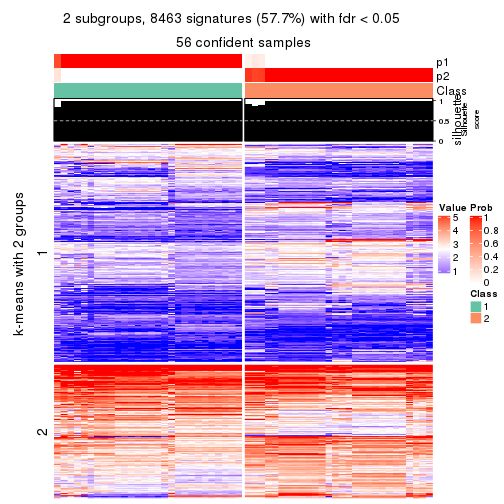 2 subgroups, 8463 signatures (57.7%) with fdr < 0.05
56 confident samples
p1
p2
Class
1
0.5
0
silhouette
Silhouette
score
k-means with 2 groups
1
2
Value
5
4
3
2
1
Prob
1
0.8
0.6
0.4
0.2
0
Class
1
2